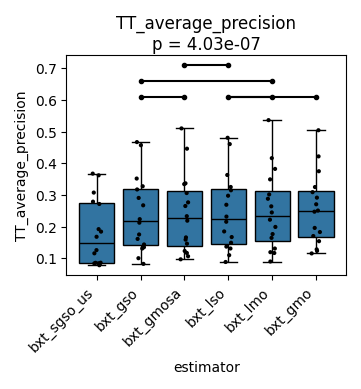 TT_average_precision
p = 4.03e-07
TT_average_precision
0.7
0.6
0.5
0.4
0.3
0.2
0.1
bxt_sgso_us
bxt_gso
bxt_gmosa
bxt_lso
bxt_lmo
bxt_gmo
estimator